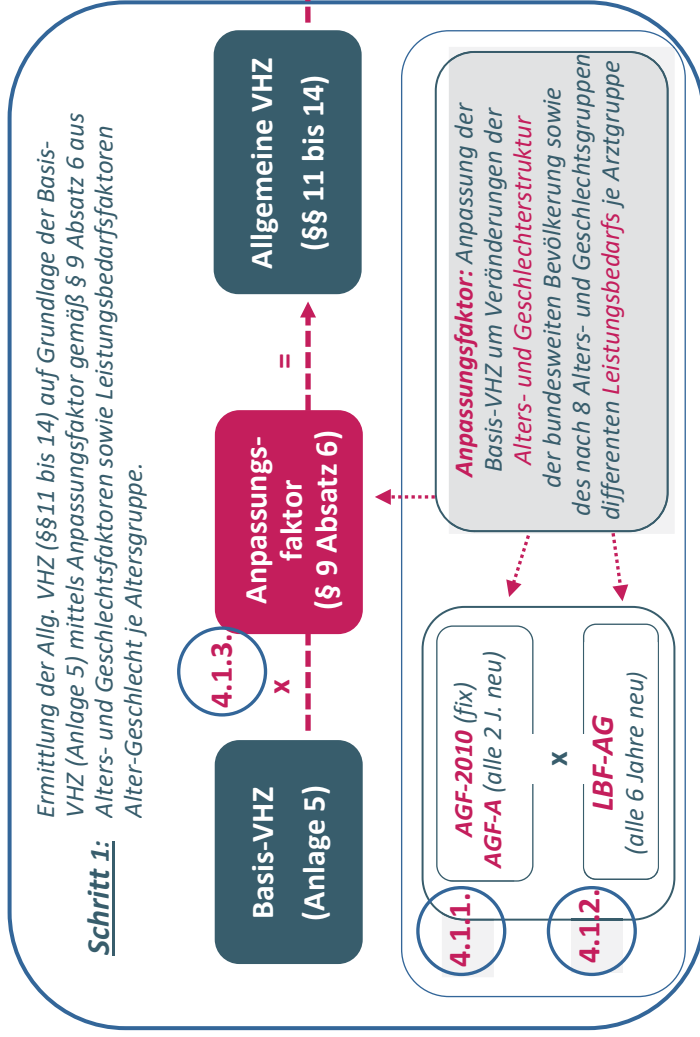 Schritt 1:
Ermittlung der Allg. VHZ (§§11 bis 14) auf Grundlage der Basis-
VHZ (Anlage 5) mittels Anpassungsfaktor gemäß § 9 Absatz 6 aus
Alters- und Geschlechtsfaktoren sowie Leistungsbedarfsfaktoren
Alter-Geschlecht je Altersgruppe.
Basis-VHZ
(Anlage 5)
4.1.3.
x
Anpassungs-
faktor
(§ 9 Absatz 6)
=
Allgemeine VHZ
(§§ 11 bis 14)
4.1.1.
AGF-2010 (fix)
AGF-A (alle 2 J. neu)
x
4.1.2.
LBF-AG
(alle 6 Jahre neu)
Anpassungsfaktor: Anpassung der
Basis-VHZ um Veränderungen der
Alters- und Geschlechterstruktur
der bundesweiten Bevölkerung sowie
des nach 8 Alters- und Geschlechtsgruppen
differenten Leistungsbedarfs je Arztgruppe